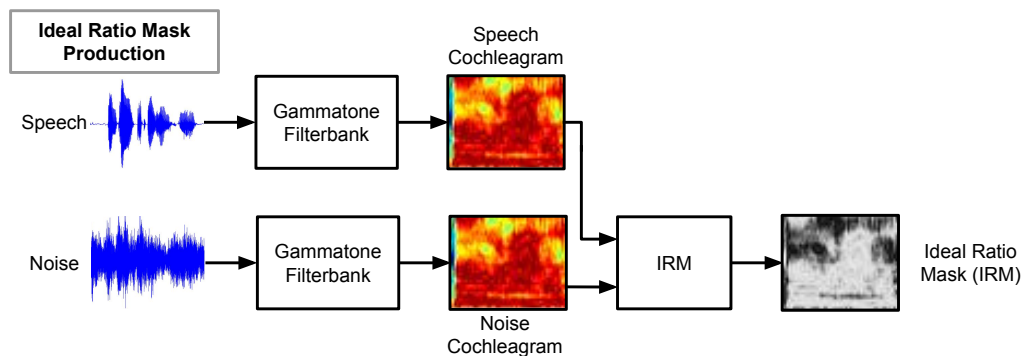 Ideal Ratio Mask
Production
Speech
Cochleagram
Speech
Gammatone
Filterbank
Noise
Gammatone
Filterbank
IRM
Ideal Ratio
Mask (IRM)
Noise
Cochleagram